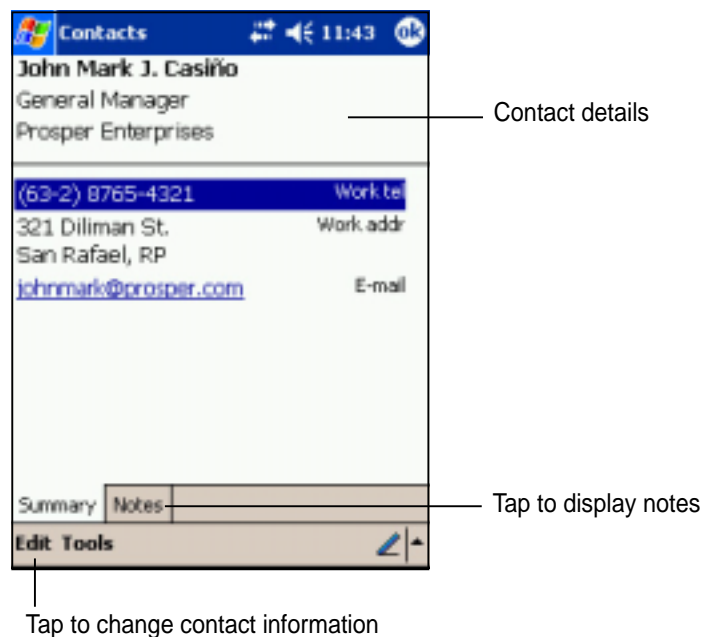 Contacts 11:43 ok
John Mark J. Casiño
General Manager
Prosper Enterprises
Contact details
(63-2) 8765-4321 Work tel
321 Diliman St. Work addr
San Rafael, RP
johnmark@prosper.com E-mail
Summary Notes
Tap to display notes
Edit Tools
Tap to change contact information